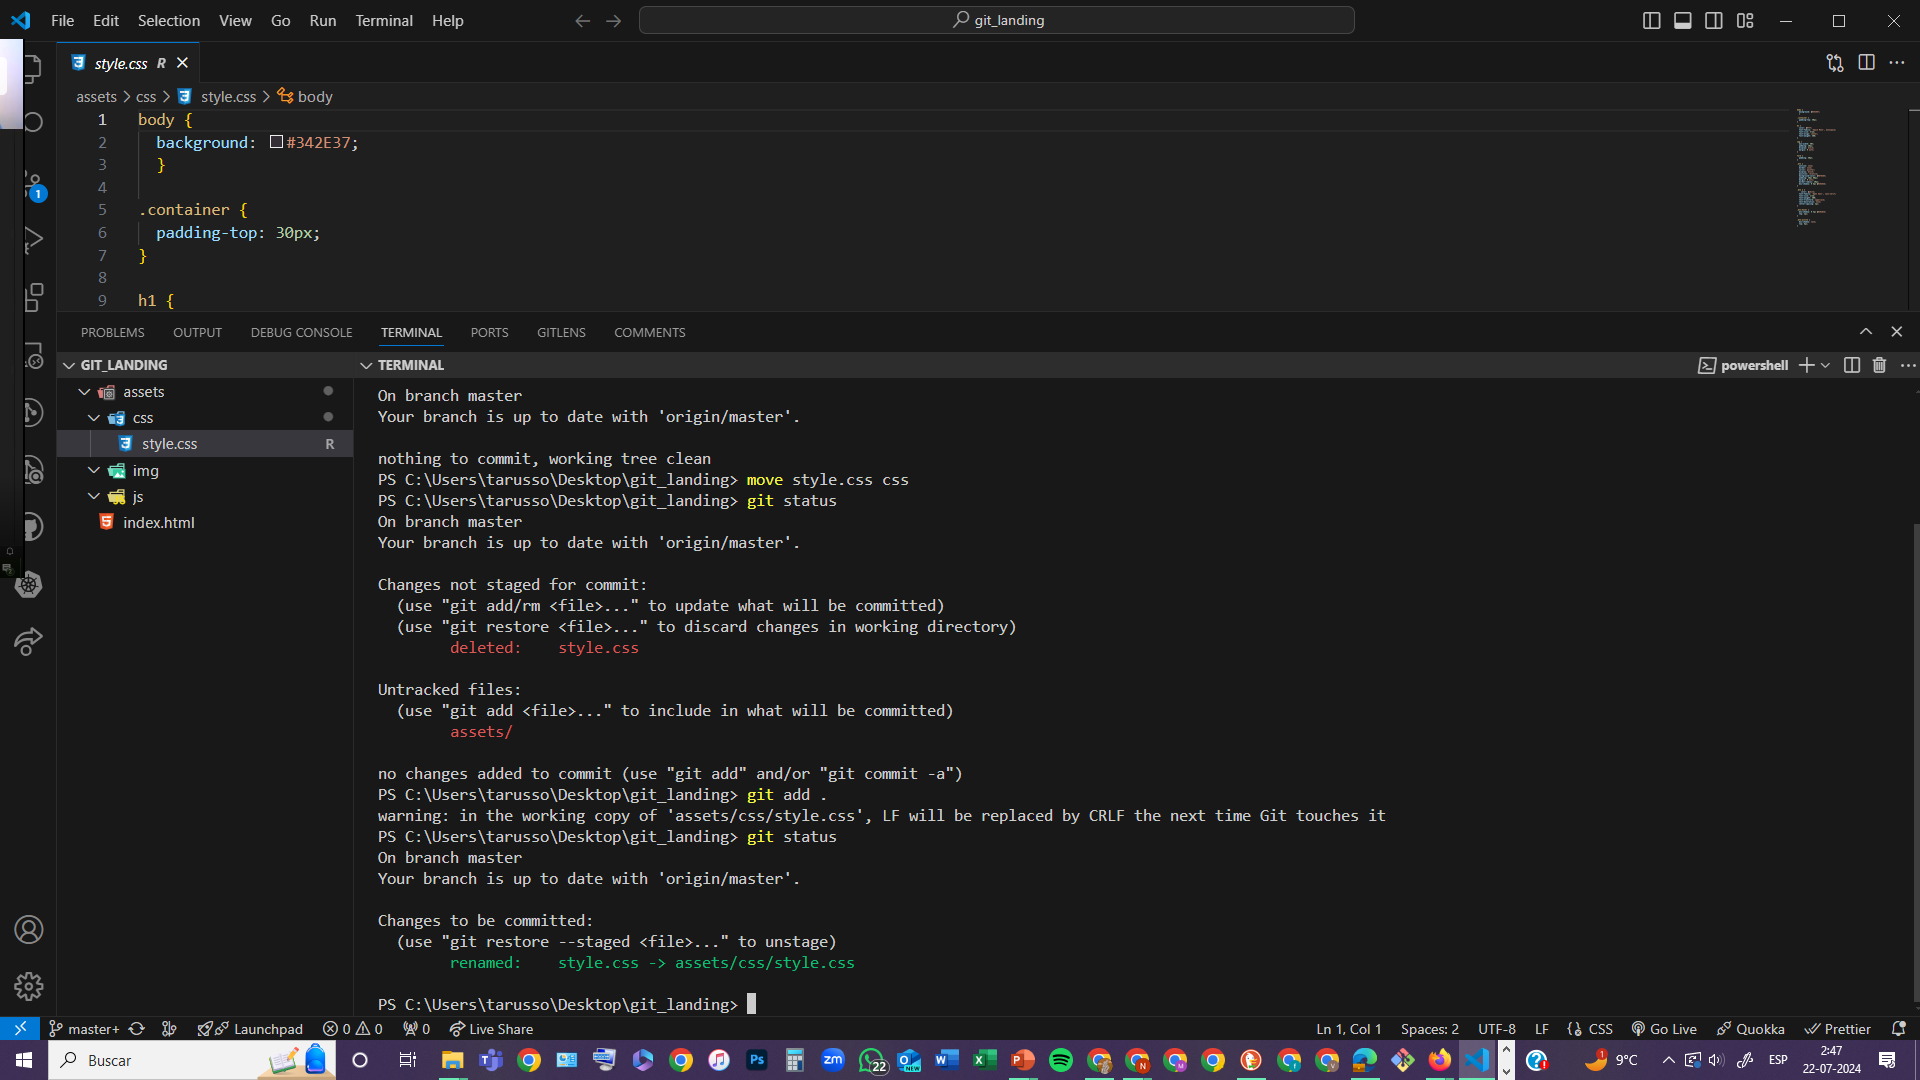 File Edit Selection View Go Run Terminal Help
git_landing
style.css R
assets > css > style.css > body
1 body {
2 background: #342E37;
3 }
4
5 .container {
6 padding-top: 30px;
7 }
8
9 h1 {
PROBLEMS OUTPUT DEBUG CONSOLE TERMINAL PORTS GITLENS COMMENTS
GIT_LANDING
assets
css
style.css R
img
js
index.html
1
TERMINAL
powershell
On branch master
Your branch is up to date with 'origin/master'.
nothing to commit, working tree clean
PS C:\Users\tarusso\Desktop\git_landing> move style.css css
PS C:\Users\tarusso\Desktop\git_landing> git status
On branch master
Your branch is up to date with 'origin/master'.
Changes not staged for commit:
(use "git add/rm <file>..." to update what will be committed)
(use "git restore <file>..." to discard changes in working directory)
deleted: style.css
Untracked files:
(use "git add <file>..." to include in what will be committed)
assets/
no changes added to commit (use "git add" and/or "git commit -a")
PS C:\Users\tarusso\Desktop\git_landing> git add .
warning: in the working copy of 'assets/css/style.css', LF will be replaced by CRLF the next time Git touches it
PS C:\Users\tarusso\Desktop\git_landing> git status
On branch master
Your branch is up to date with 'origin/master'.
Changes to be committed:
(use "git restore --staged <file>..." to unstage)
renamed: style.css -> assets/css/style.css
PS C:\Users\tarusso\Desktop\git_landing>
master+ Launchpad 0 0 0 Live Share
Ln 1, Col 1 Spaces: 2 UTF-8 LF {} CSS Go Live Quokka Prettier
Buscar
22
9°C
ESP
2:47
22-07-2024